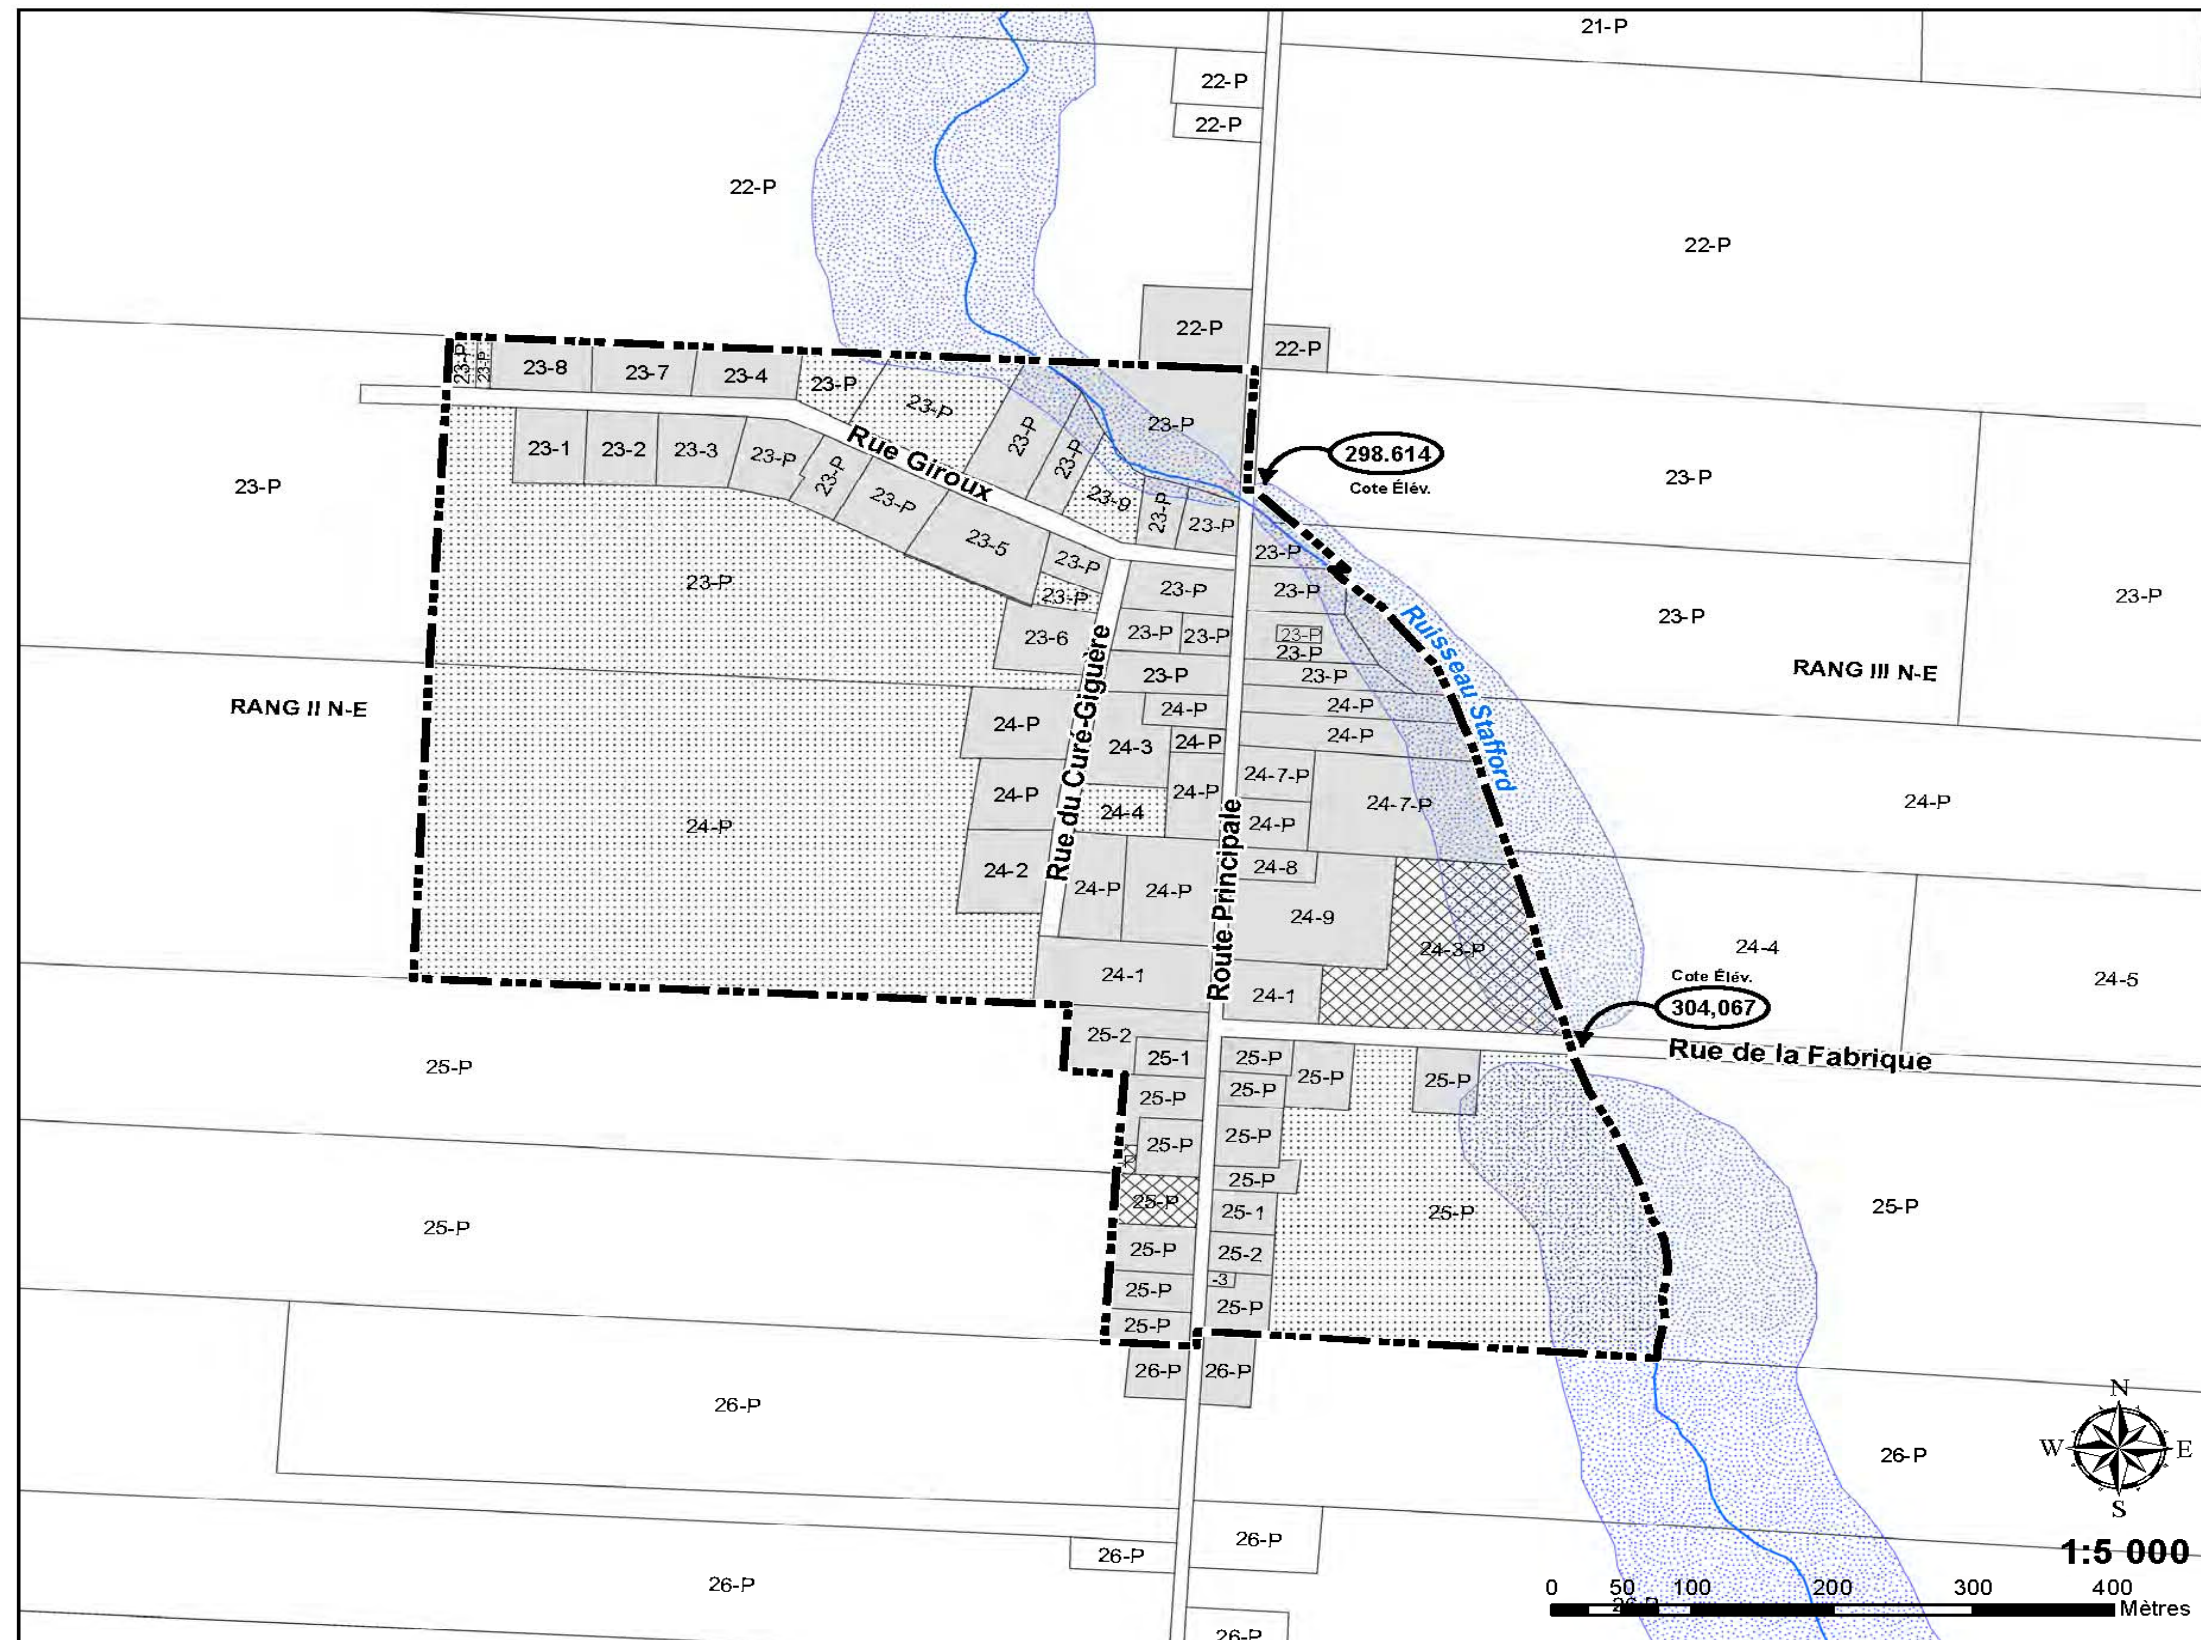 21-P
22-P
22-P
22-P
22-P
22-P
22-P
23-P
23-P
23-8
23-7
23-4
23-P
23-P
23-P
23-P
23-P
23-1
23-2
23-3
23-P
23-P
23-P
Rue Giroux
23-9
23-P
23-P
298.614
Cote Élév.
23-P
23-P
23-P
23-5
23-P
23-P
23-P
23-P
23-P
23-P
23-P
23-P
23-6
23-P
23-P
23-P
23-P
Ruisseau Stafford
RANG III N-E
23-P
23-P
RANG II N-E
24-P
24-P
24-P
24-3
24-P
24-P
Rue du Curé-Giguère
24-P
24-4
24-P
24-7-P
24-7-P
24-P
24-P
24-P
24-2
24-P
24-P
24-8
24-9
Route Principale
24-3-P
24-4
24-5
24-1
24-1
Cote Élév.
304,067
25-2
25-1
25-P
Rue de la Fabrique
25-P
25-P
25-P
25-P
25-P
25-P
25-P
25-P
25-P
25-P
25-1
25-P
25-P
25-P
25-P
25-2
-3
25-P
25-P
25-P
26-P
26-P
26-P
26-P
26-P
26-P
26-P
26-P
26-P
N
W
E
S
1:5 000
0 50 100 200 300 400
Mètres